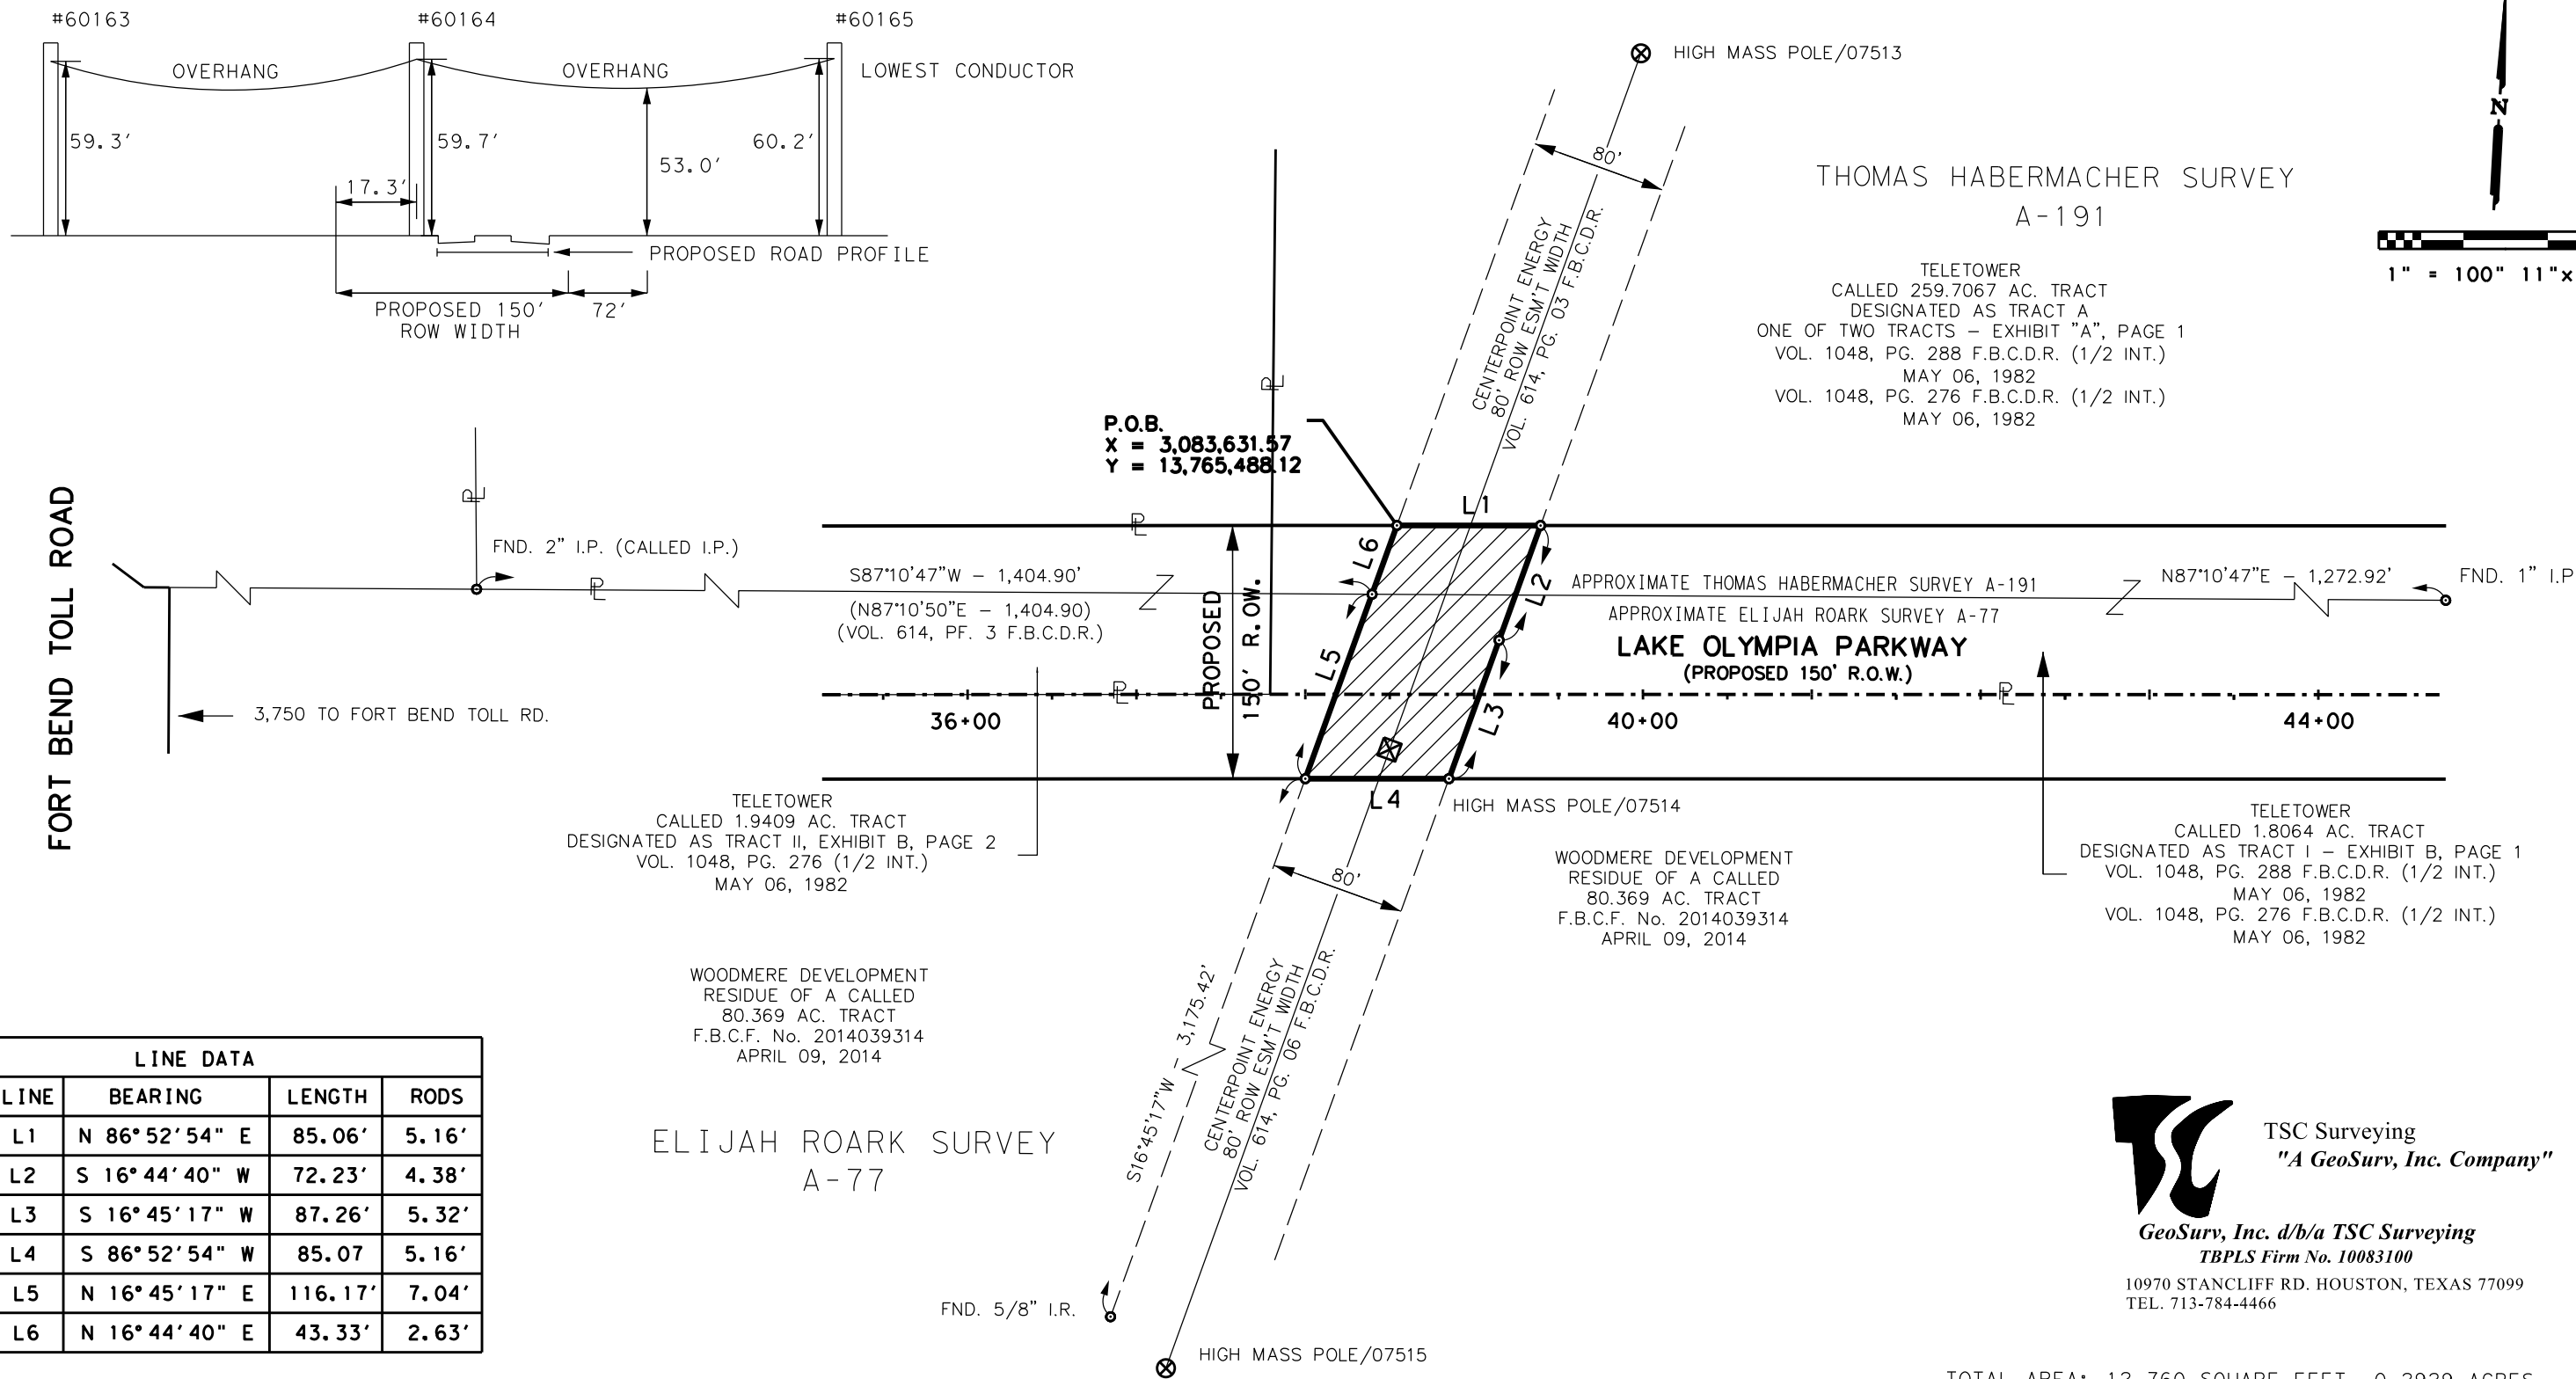 #60163
#60164
#60165
OVERHANG
OVERHANG
LOWEST CONDUCTOR
59.3'
59.7'
53.0'
60.2'
17.3'
PROPOSED ROAD PROFILE
PROPOSED 150'
ROW WIDTH
72'
HIGH MASS POLE/07513
80'
CENTERPOINT ENERGY
80' ROW ESM'T WIDTH
VOL. 614, PG. 03 F.B.C.D.R.
THOMAS HABERMACHER SURVEY
A-191
TELETOWER
CALLED 259.7067 AC. TRACT
DESIGNATED AS TRACT A
ONE OF TWO TRACTS - EXHIBIT "A", PAGE 1
VOL. 1048, PG. 288 F.B.C.D.R. (1/2 INT.)
MAY 06, 1982
VOL. 1048, PG. 276 F.B.C.D.R. (1/2 INT.)
MAY 06, 1982
N
1" = 100" 11"x
P.O.B.
X = 3,083,631.57
Y = 13,765,488.12
FORT BEND TOLL ROAD
FND. 2" I.P. (CALLED I.P.)
S87°10'47"W - 1,404.90'
(N87°10'50"E - 1,404.90)
(VOL. 614, PF. 3 F.B.C.D.R.)
3,750 TO FORT BEND TOLL RD.
PROPOSED
150' R.OW.
L1
L6
L2
L5
L3
L4
APPROXIMATE THOMAS HABERMACHER SURVEY A-191
APPROXIMATE ELIJAH ROARK SURVEY A-77
N87°10'47"E - 1,272.92'
FND. 1" I.P
LAKE OLYMPIA PARKWAY
(PROPOSED 150' R.O.W.)
36+00
40+00
44+00
TELETOWER
CALLED 1.9409 AC. TRACT
DESIGNATED AS TRACT II, EXHIBIT B, PAGE 2
VOL. 1048, PG. 276 (1/2 INT.)
MAY 06, 1982
HIGH MASS POLE/07514
TELETOWER
CALLED 1.8064 AC. TRACT
DESIGNATED AS TRACT I - EXHIBIT B, PAGE 1
VOL. 1048, PG. 288 F.B.C.D.R. (1/2 INT.)
MAY 06, 1982
VOL. 1048, PG. 276 F.B.C.D.R. (1/2 INT.)
MAY 06, 1982
80'
WOODMERE DEVELOPMENT
RESIDUE OF A CALLED
80.369 AC. TRACT
F.B.C.F. No. 2014039314
APRIL 09, 2014
WOODMERE DEVELOPMENT
RESIDUE OF A CALLED
80.369 AC. TRACT
F.B.C.F. No. 2014039314
APRIL 09, 2014
S16°45'17"W - 3,175.42'
CENTERPOINT ENERGY
80' ROW ESM'T WIDTH
VOL. 614, PG. 06 F.B.C.D.R.
ELIJAH ROARK SURVEY
A-77
FND. 5/8" I.R.
HIGH MASS POLE/07515
LINE DATA
LINE BEARING LENGTH RODS
L1 N 86°52'54" E 85.06' 5.16'
L2 S 16°44'40" W 72.23' 4.38'
L3 S 16°45'17" W 87.26' 5.32'
L4 S 86°52'54" W 85.07 5.16'
L5 N 16°45'17" E 116.17' 7.04'
L6 N 16°44'40" E 43.33' 2.63'
TSC
TSC Surveying
"A GeoSurv, Inc. Company"
GeoSurv, Inc. d/b/a TSC Surveying
TBPLS Firm No. 10083100
10970 STANCLIFF RD. HOUSTON, TEXAS 77099
TEL. 713-784-4466
TOTAL AREA: 12,760 SQUARE FEET, 0.2929 ACRES